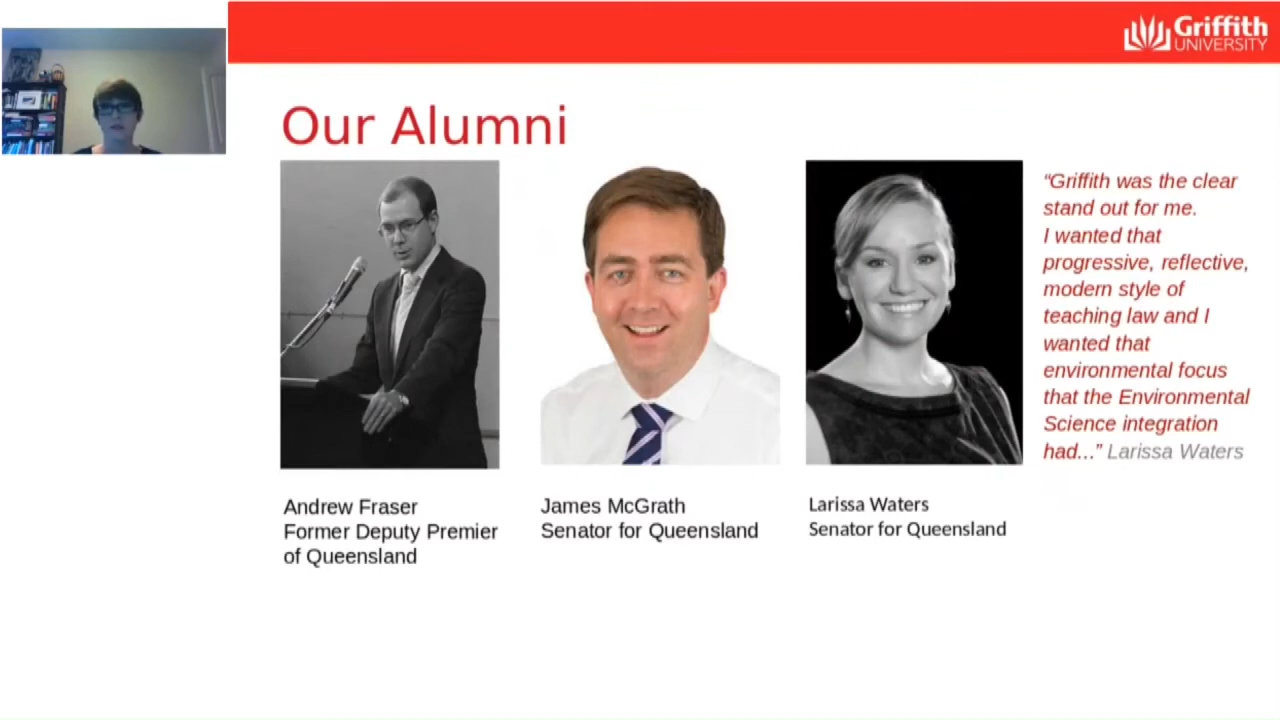 Griffith
UNIVERSITY
Our Alumni
“Griffith was the clear
stand out for me.
I wanted that
progressive, reflective,
modern style of
teaching law and I
wanted that
environmental focus
that the Environmental
Science integration
had...” Larissa Waters
Andrew Fraser
Former Deputy Premier
of Queensland
James McGrath
Senator for Queensland
Larissa Waters
Senator for Queensland